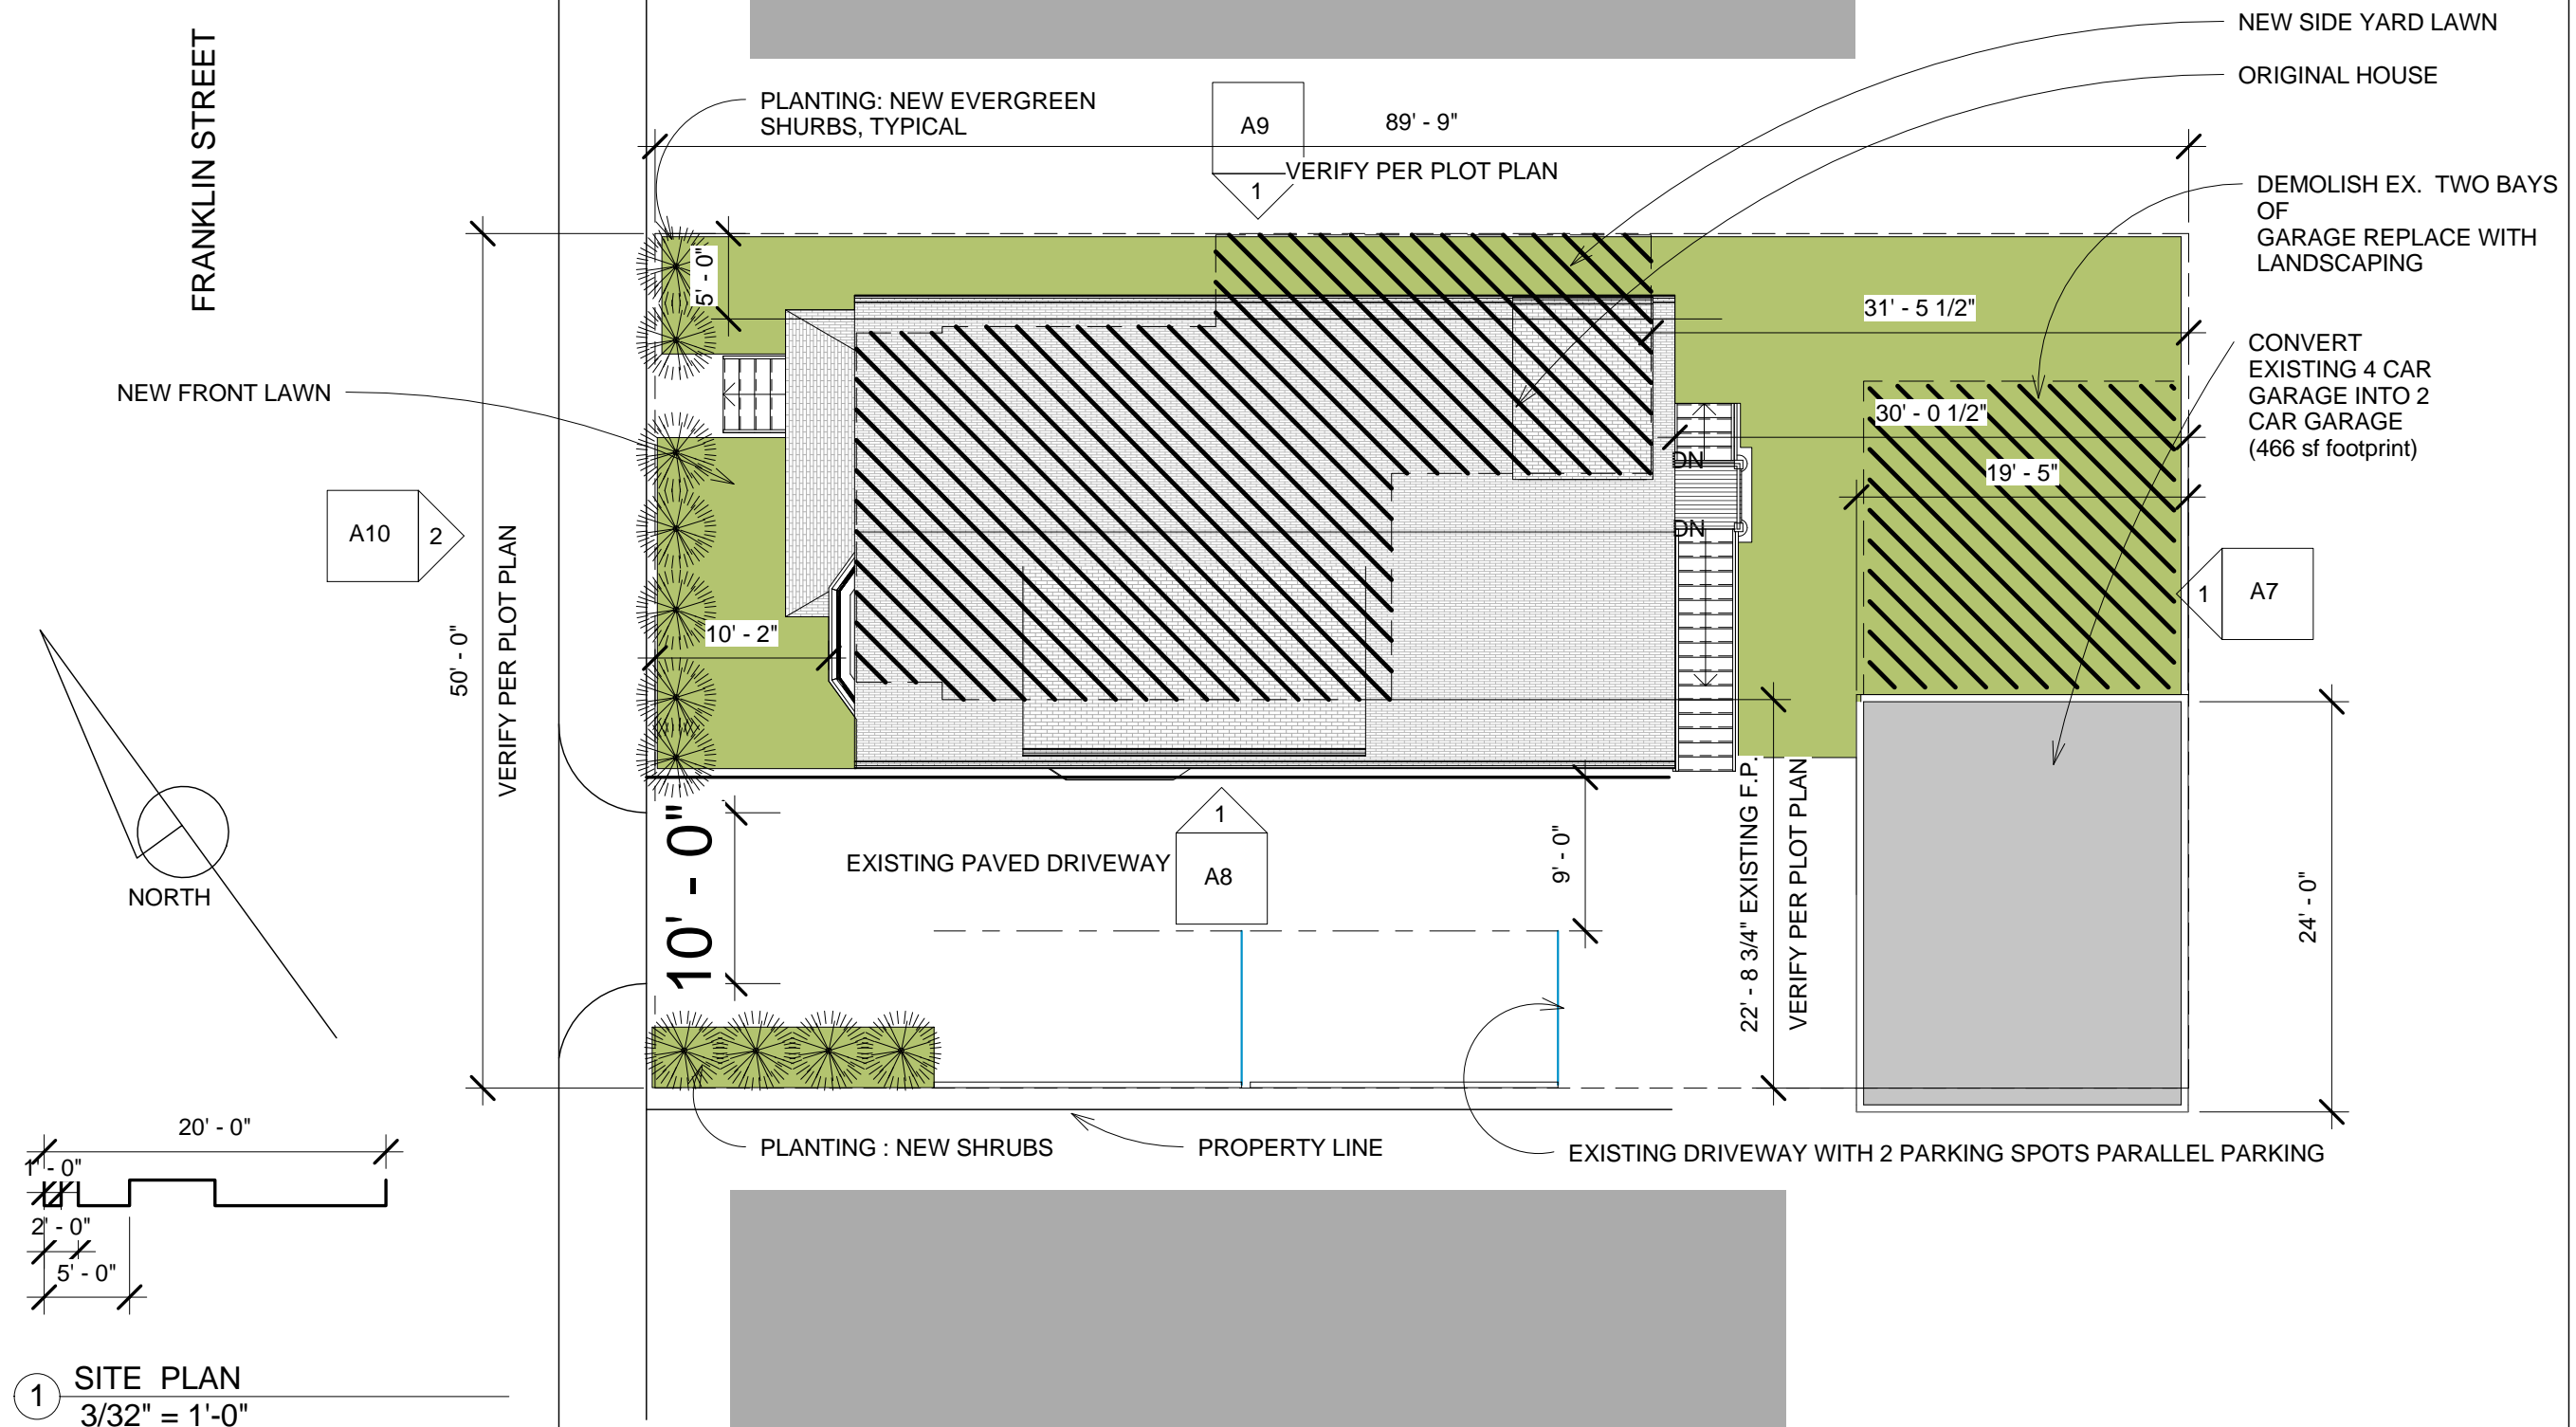 FRANKLIN STREET
NEW SIDE YARD LAWN
ORIGINAL HOUSE
PLANTING: NEW EVERGREEN
SHURBS, TYPICAL
A9
1
89' - 9"
VERIFY PER PLOT PLAN
DEMOLISH EX. TWO BAYS
OF
GARAGE REPLACE WITH
LANDSCAPING
5' - 0"
31' - 5 1/2"
CONVERT
EXISTING 4 CAR
GARAGE INTO 2
CAR GARAGE
(466 sf footprint)
NEW FRONT LAWN
30' - 0 1/2"
DN
19' - 5"
DN
A10
2
50' - 0"
VERIFY PER PLOT PLAN
1
A7
10' - 2"
NORTH
10' - 0"
EXISTING PAVED DRIVEWAY
1
A8
9' - 0"
22' - 8 3/4" EXISTING F.P.
VERIFY PER PLOT PLAN
24' - 0"
PLANTING : NEW SHRUBS
PROPERTY LINE
EXISTING DRIVEWAY WITH 2 PARKING SPOTS PARALLEL PARKING
20' - 0"
1' - 0"
2' - 0"
5' - 0"
1
SITE PLAN
3/32" = 1'-0"